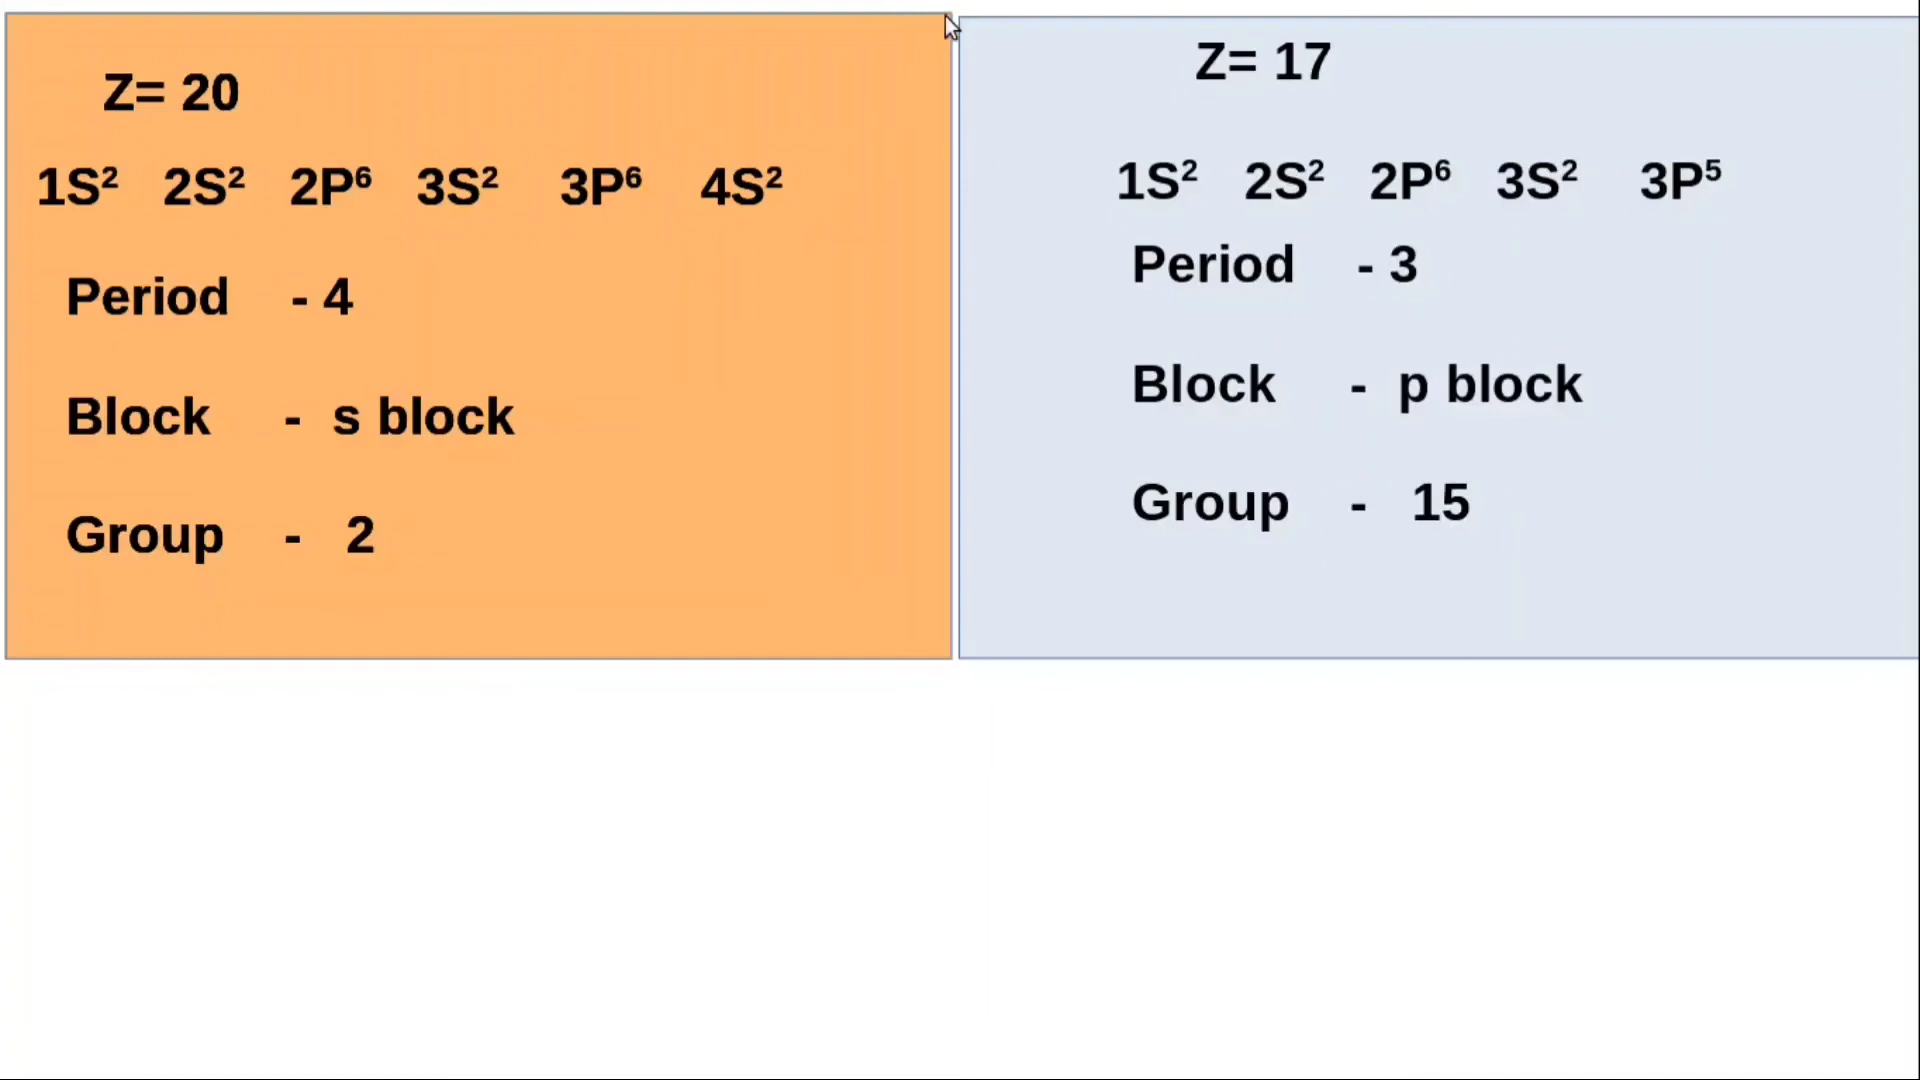 Z= 20
1S² 2S² 2P⁶ 3S² 3P⁶ 4S²
Period - 4
Block - s block
Group - 2
Z= 17
1S² 2S² 2P⁶ 3S² 3P⁵
Period - 3
Block - p block
Group - 15